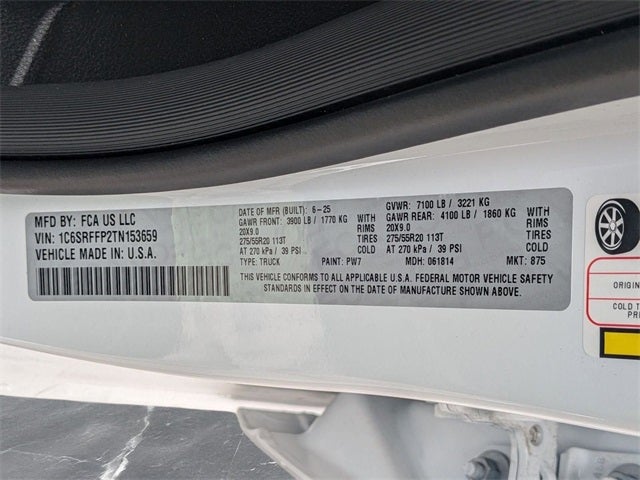 MFD BY: FCA US LLC
VIN: 1C6SRFFP2TN153659
VEHICLE MADE IN: U.S.A.
DATE OF MFR (BUILT): 6-25
GAWR FRONT: 3900 LB / 1770 KG WITH
20X9.0 RIMS
275/55R20 113T TIRES
AT 270 kPa / 39 PSI COLD
TYPE: TRUCK PAINT: PW7
GVWR: 7100 LB / 3221 KG
GAWR REAR: 4100 LB / 1860 KG WITH
20X9.0 RIMS
275/55R20 113T TIRES
AT 270 kPa / 39 PSI COLD
MDH: 061814 MKT: 875
THIS VEHICLE CONFORMS TO ALL APPLICABLE U.S.A. FEDERAL MOTOR VEHICLE SAFETY
STANDARDS IN EFFECT ON THE DATE OF MANUFACTURE SHOWN ABOVE.
ORIGIN
COLD T
PR